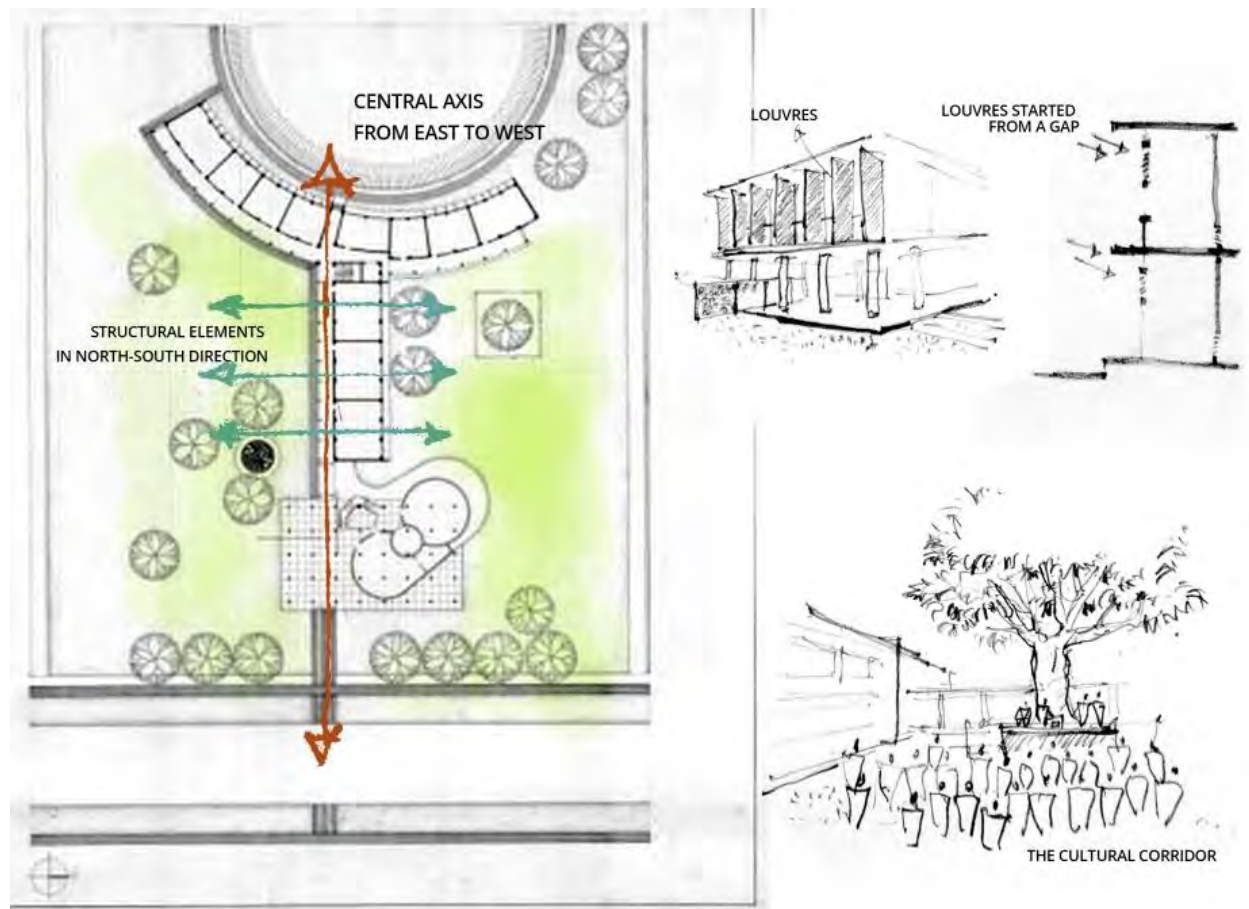 CENTRAL AXIS
FROM EAST TO WEST
STRUCTURAL ELEMENTS
IN NORTH-SOUTH DIRECTION
LOUVRES
LOUVRES STARTED
FROM A GAP
THE CULTURAL CORRIDOR